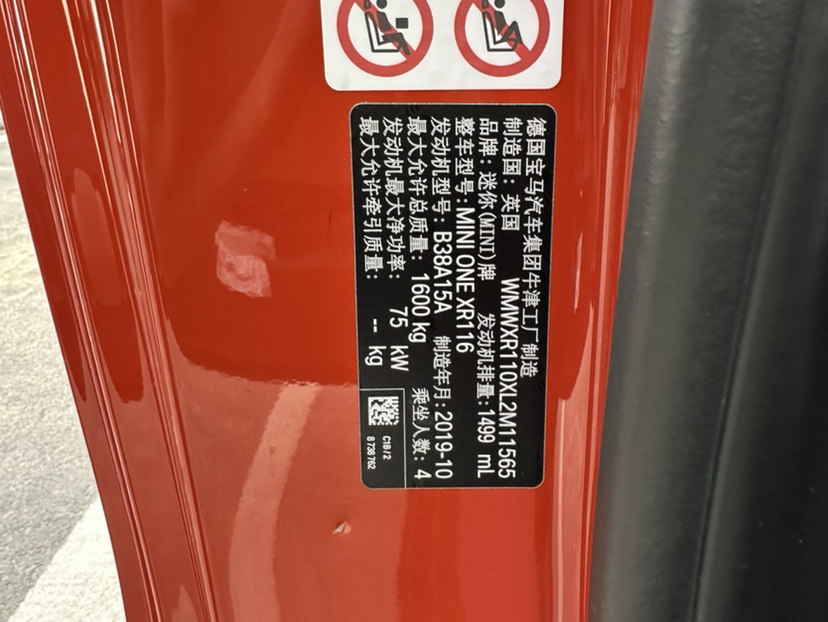 德国宝马汽车集团牛津工厂制造
制造国：英国 WMWXR110XL2M11565
品牌：迷你(MINI)牌 发动机排量:1499 mL
整车型号:MINI ONE XR116
发动机型号：B38A15A 制造年月：2019-10
最大允许总质量：1600 kg 乘坐人数：4
发动机最大净功率：75 kW
最大允许牵引质量：-- kg
C1B / 2
8 738 762